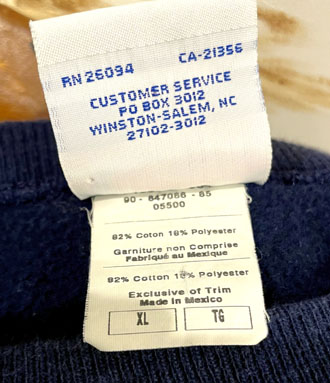 RN 26094 CA-21356
CUSTOMER SERVICE
PO BOX 3012
WINSTON-SALEM, NC
27102-3012
90 - 847086 - 85
05500
82% Coton 18% Polyester
Garniture non Comprise
Fabriqué au Mexique
82% Cotton 18% Polyester
Exclusive of Trim
Made in Mexico
XL TG